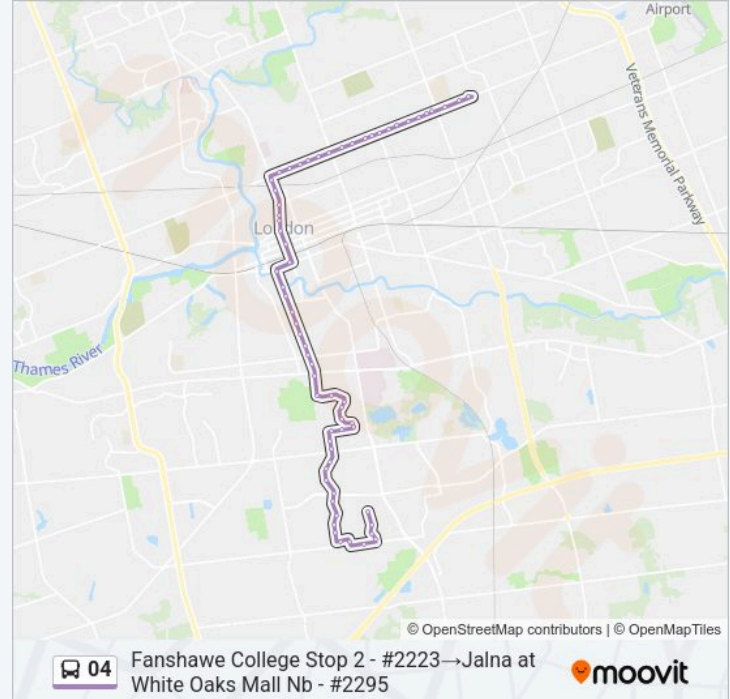 Airport
Veterans Memorial Parkway
London
Thames River
© OpenStreetMap contributors | © OpenMapTiles
04
Fanshawe College Stop 2 - #2223→Jalna at
White Oaks Mall Nb - #2295
moovit